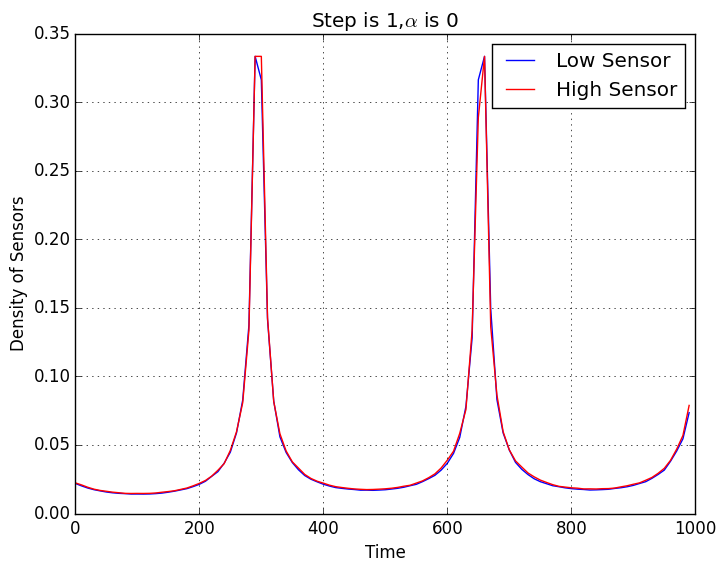 Step is 1,α is 0
Low Sensor
High Sensor
Density of Sensors
0.35
0.30
0.25
0.20
0.15
0.10
0.05
0.00
0 200 400 600 800 1000
Time